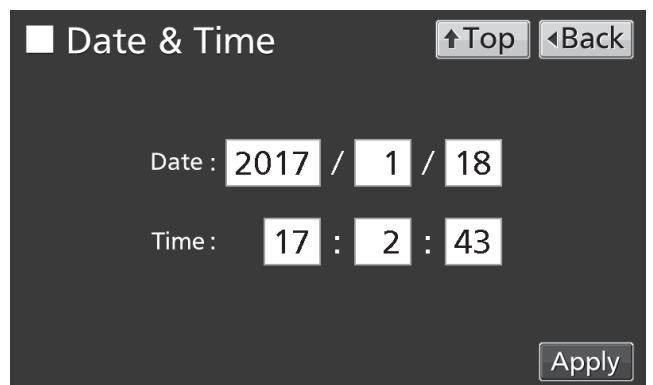 Date & Time ↑Top ◂Back
Date : 2017 / 1 / 18
Time : 17 : 2 : 43
Apply